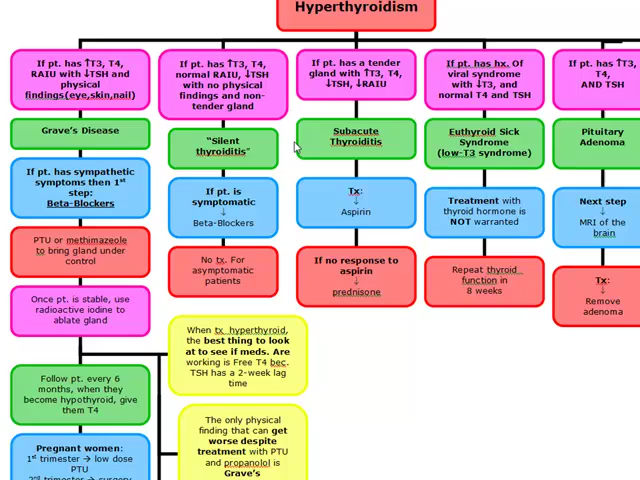 Hyperthyroidism
If pt. has ↑T3, T4,
RAIU with ↓TSH and
physical
findings(eye,skin,nail)
Grave's Disease
If pt. has sympathetic
symptoms then 1st
step:
Beta-Blockers
PTU or methimazeole
to bring gland under
control
Once pt. is stable, use
radioactive iodine to
ablate gland
Follow pt. every 6
months, when they
become hypothyroid, give
them T4
Pregnant women:
1st trimester → low dose
PTU
2nd trimester → surgery
If pt. has ↑T3, T4,
normal RAIU, ↓TSH
with no physical
findings and non-
tender gland
"Silent
thyroiditis"
If pt. is
symptomatic
↓
Beta-Blockers
No tx. For
asymptomatic
patients
When tx hyperthyroid,
the best thing to look
at to see if meds. Are
working is Free T4 bec.
TSH has a 2-week lag
time
The only physical
finding that can get
worse despite
treatment with PTU
and propanolol is
Grave's
If pt. has a tender
gland with ↑T3, T4,
↓TSH, ↓RAIU
Subacute
Thyroiditis
Tx:
↓
Aspirin
If no response to
aspirin
↓
prednisone
If pt. has hx. Of
viral syndrome
with ↓T3, and
normal T4 and TSH
Euthyroid Sick
Syndrome
(low-T3 syndrome)
Treatment with
thyroid hormone is
NOT warranted
Repeat thyroid
function in
8 weeks
If pt. has ↑T3,
T4,
AND TSH
Pituitary
Adenoma
Next step
↓
MRI of the
brain
Tx:
↓
Remove
adenoma